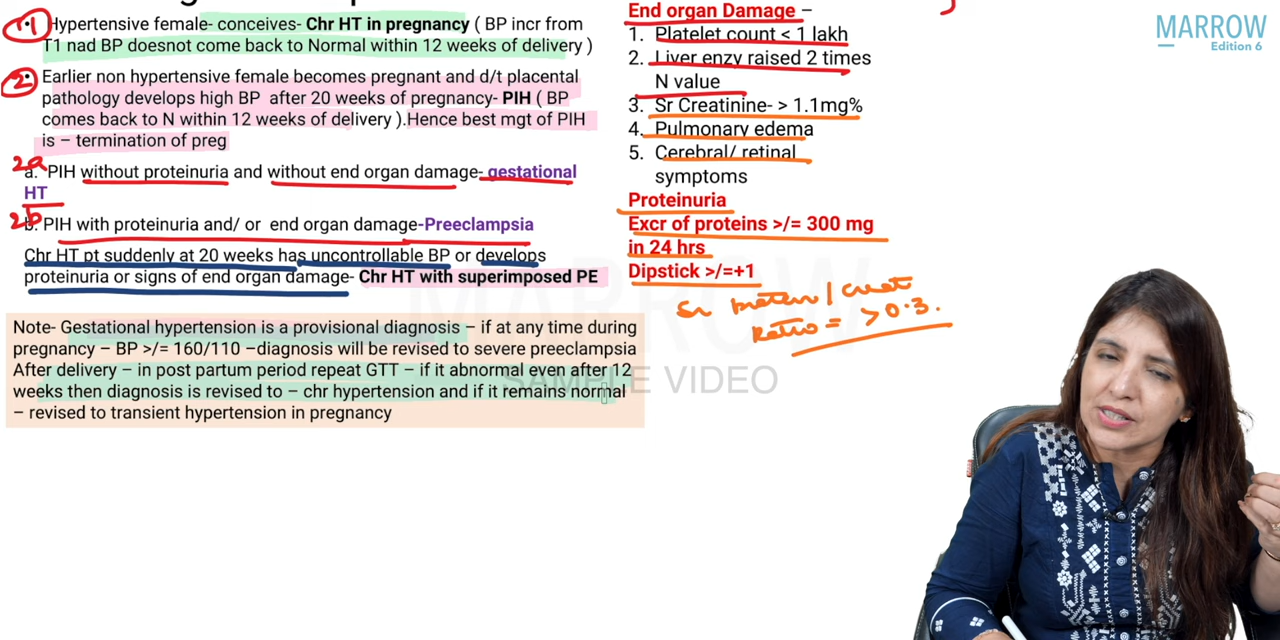 1 • Hypertensive female- conceives- Chr HT in pregnancy ( BP incr from
T1 nad BP doesnot come back to Normal within 12 weeks of delivery )
2 • Earlier non hypertensive female becomes pregnant and d/t placental
pathology develops high BP after 20 weeks of pregnancy- PIH ( BP
comes back to N within 12 weeks of delivery ).Hence best mgt of PIH
is – termination of preg
2a
a. PIH without proteinuria and without end organ damage- gestational
HT
2b
b. PIH with proteinuria and/ or end organ damage-Preeclampsia
Chr HT pt suddenly at 20 weeks has uncontrollable BP or develops
proteinuria or signs of end organ damage- Chr HT with superimposed PE
Note- Gestational hypertension is a provisional diagnosis – if at any time during
pregnancy – BP >/= 160/110 –diagnosis will be revised to severe preeclampsia
After delivery – in post partum period repeat GTT – if it abnormal even after 12
weeks then diagnosis is revised to – chr hypertension and if it remains normal
– revised to transient hypertension in pregnancy
End organ Damage –
1. Platelet count < 1 lakh
2. Liver enzy raised 2 times
N value
3. Sr Creatinine- > 1.1mg%
4. Pulmonary edema
5. Cerebral/ retinal
symptoms
Proteinuria
Excr of proteins >/= 300 mg
in 24 hrs
Dipstick >/=+1
Sr protein / Creat
Ratio = > 0.3.
MARROW
Edition 6
MARROW
SAMPLE VIDEO